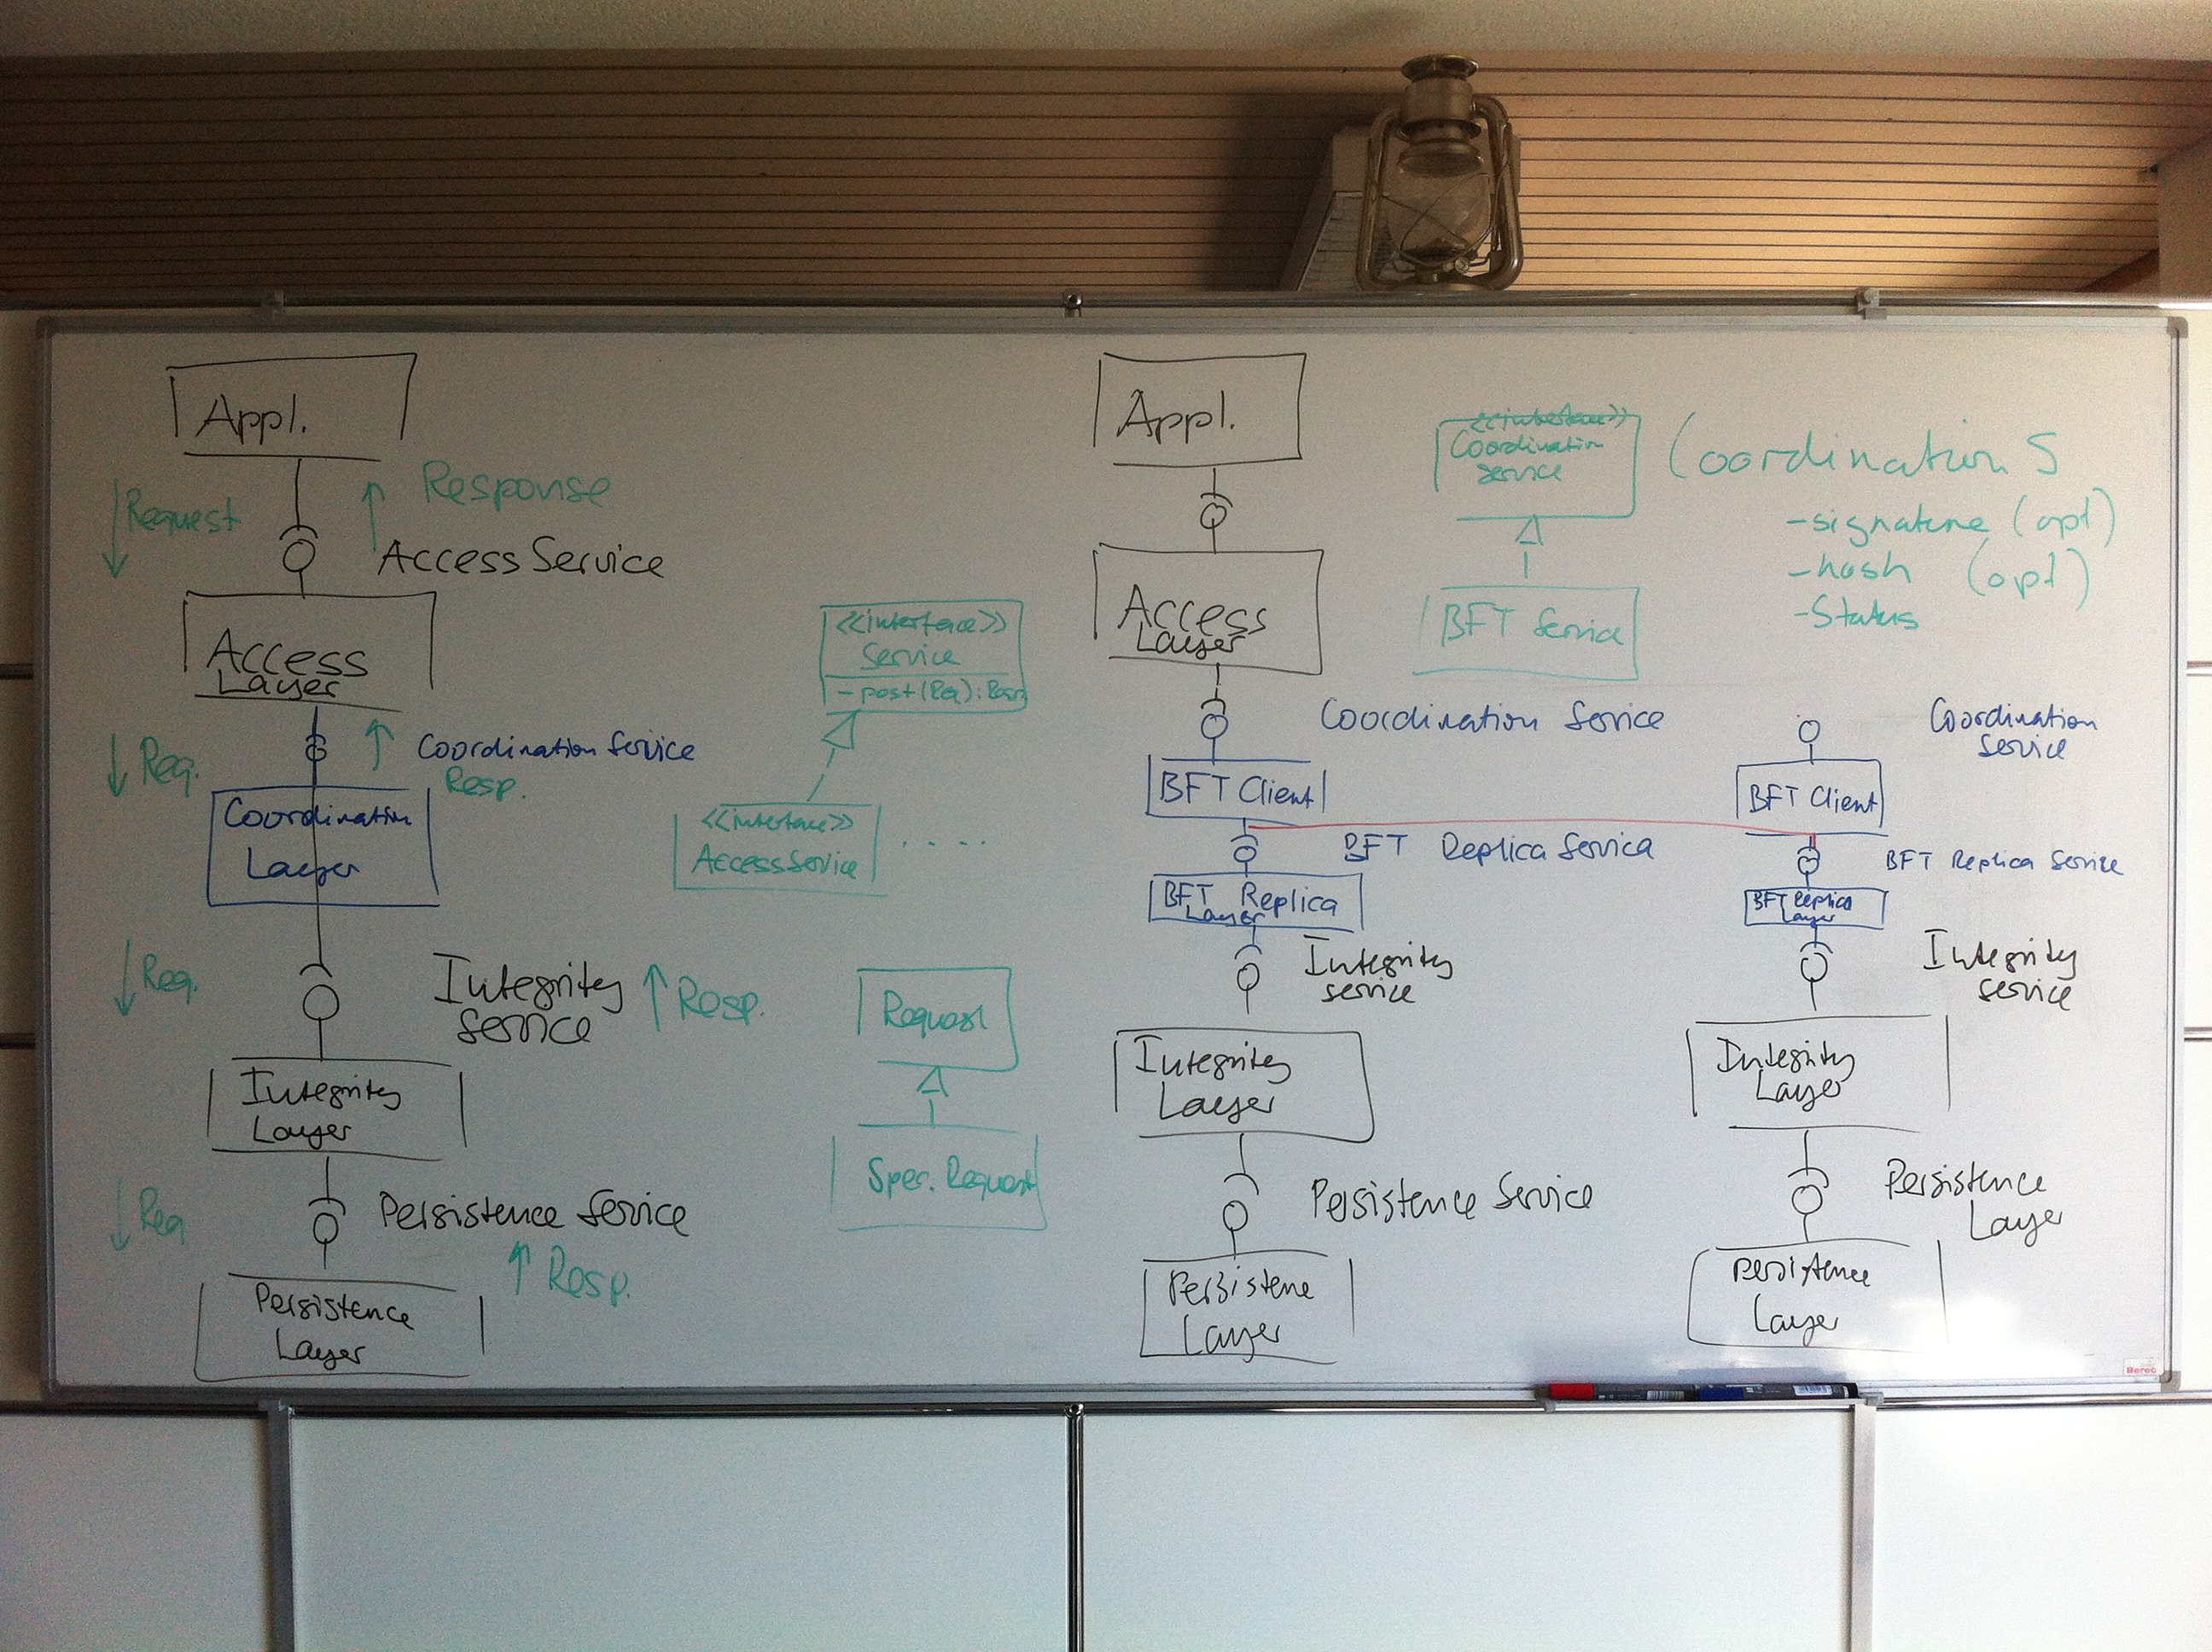 Appl.
Request
Response
Access Service
Access
Layer
Req.
Coordination Service
Resp.
Coordination
Layer
Req.
Integrity
Service
Resp.
Integrity
Layer
Req
Persistence Service
Resp.
Persistence
Layer
<<interface>>
Service
- post(Req): Resp
<<interface>>
AccessService
. . . .
Request
Spec. Request
Appl.
Access
Layer
Coordination Service
BFT Client
BFT Replica Service
BFT Replica
Layer
Integrity
Service
Integrity
Layer
Persistence Service
Persistene
Layer
<<interface>>
Coordination
Service
BFT Service
Coordination S
- signature (opt)
- hash (opt)
- Status
Coordination
Service
BFT Client
BFT Replica Service
BFT Replica
Layer
Integrity
Service
Integrity
Layer
Persistence
Layer
Persistence
Layer
Bereč